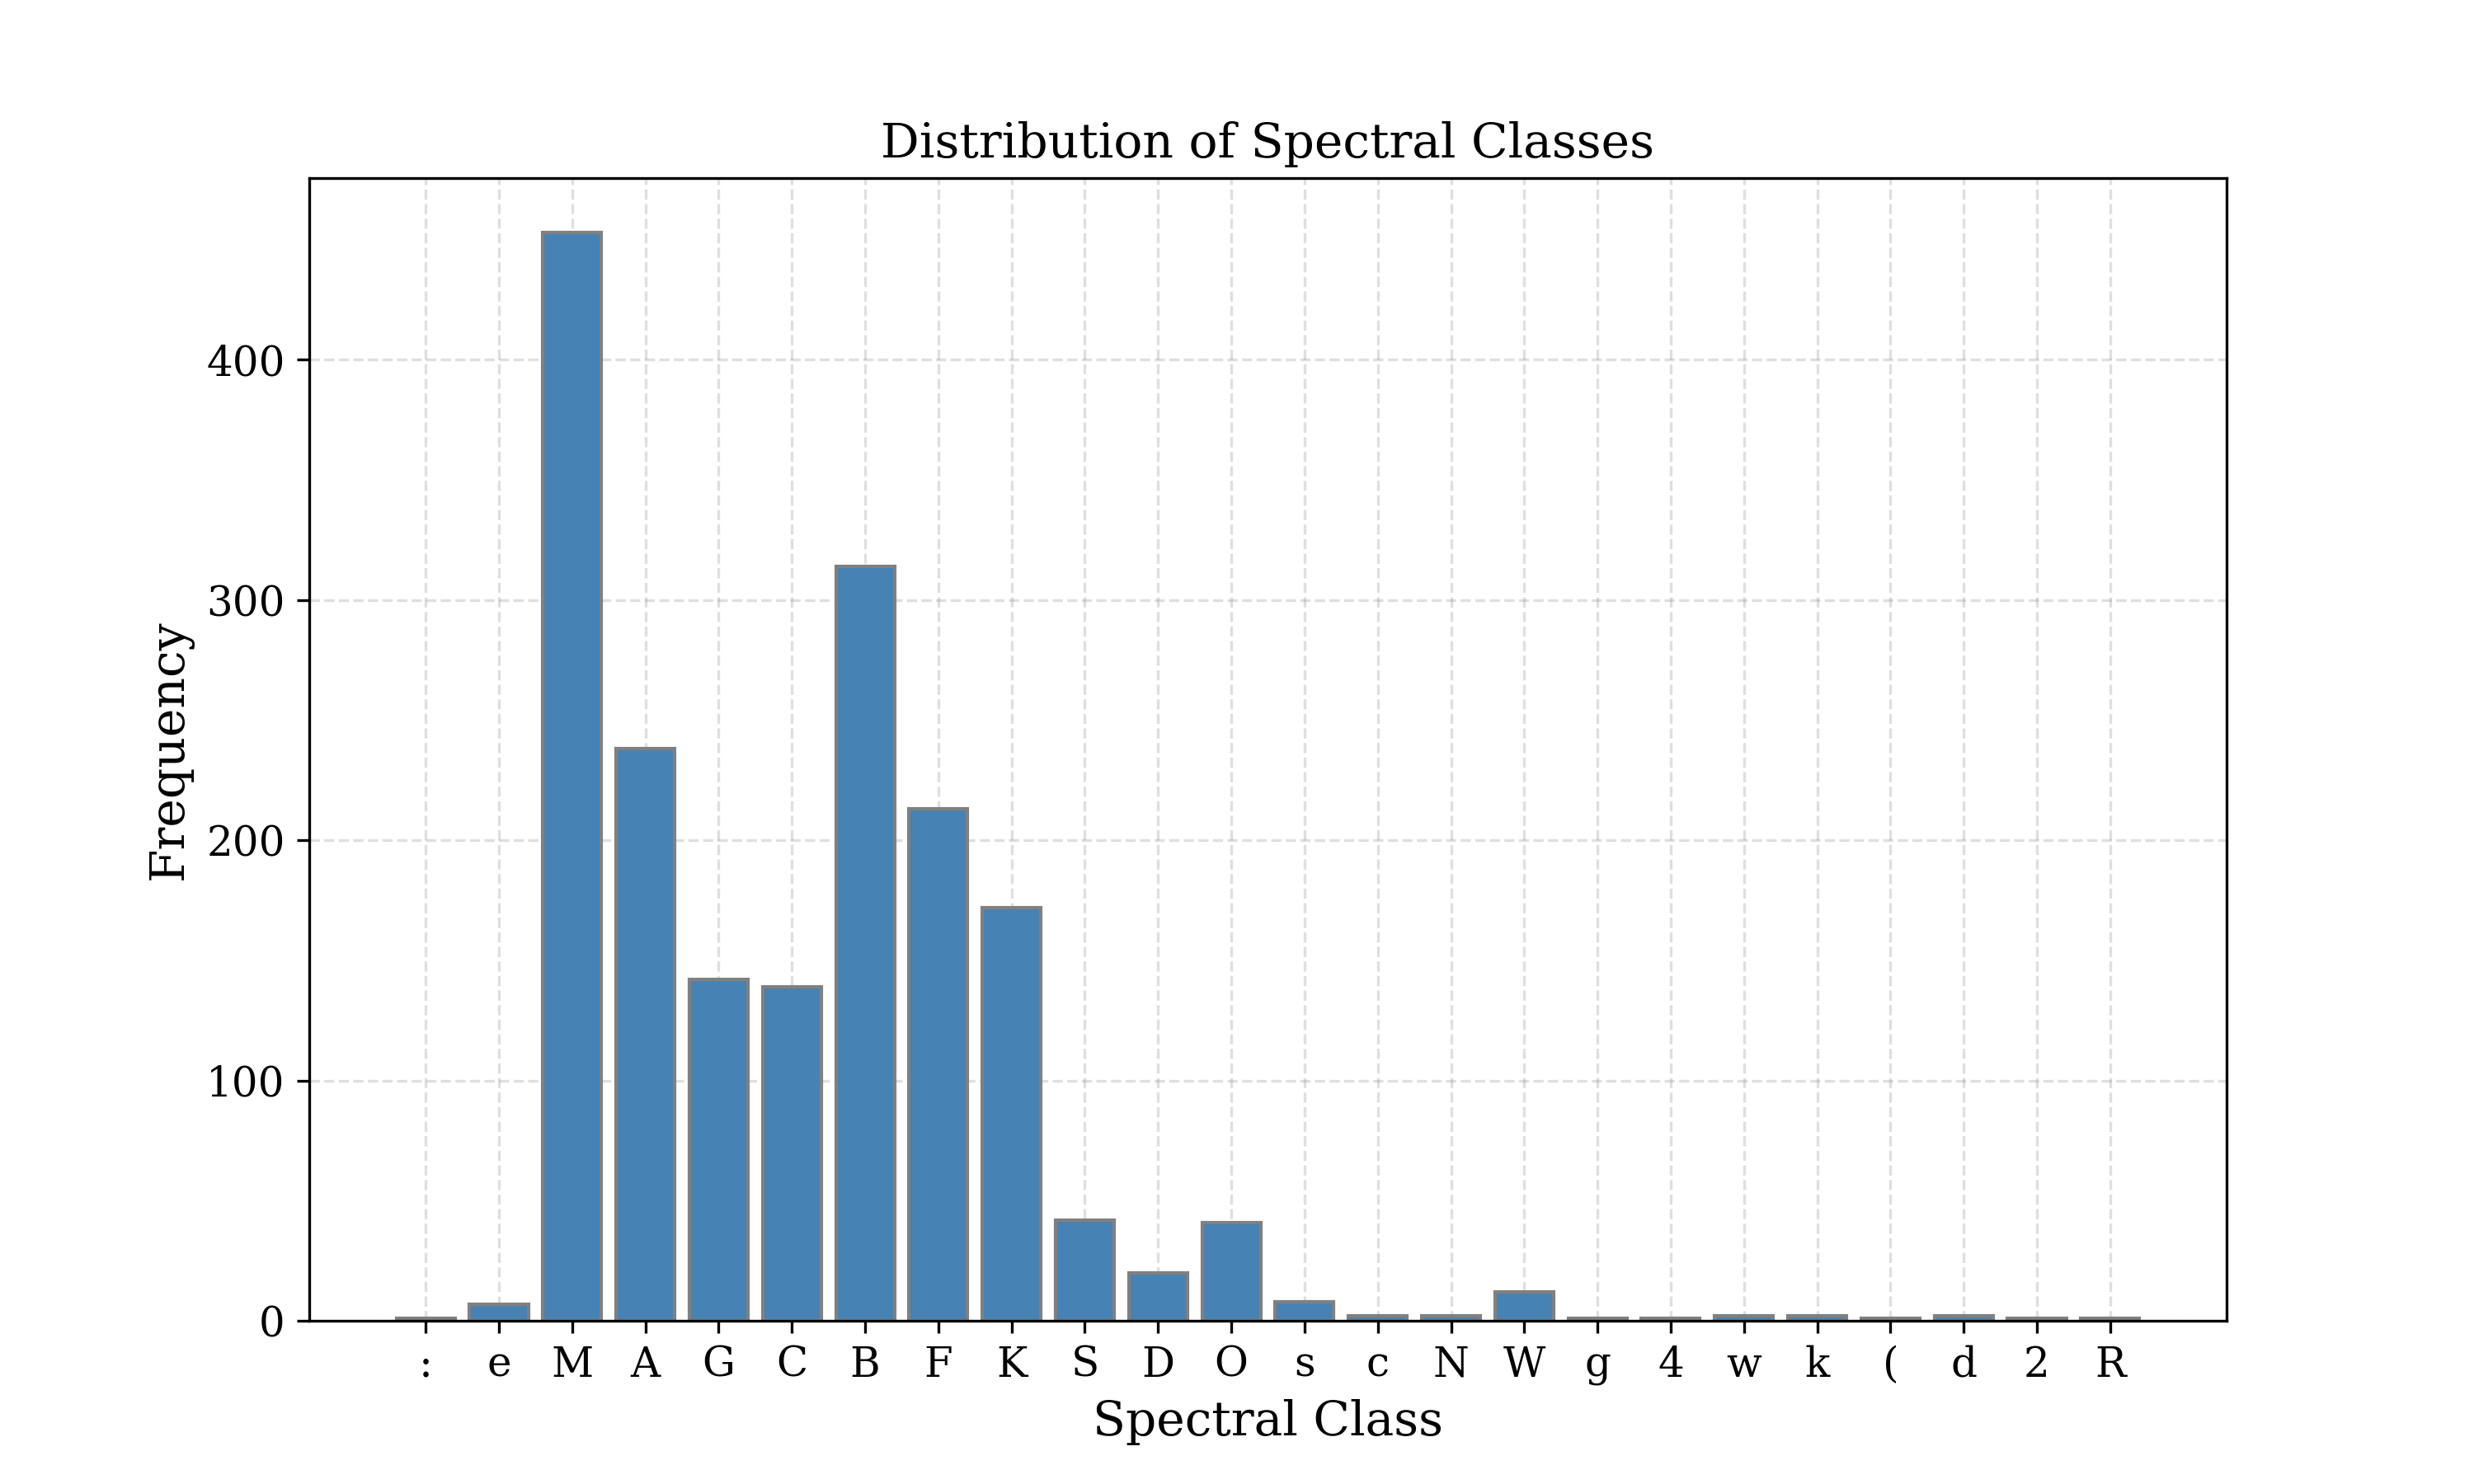 Distribution of Spectral Classes
Frequency
400
300
200
100
0
: e M A G C B F K S D O s c N W g 4 w k ( d 2 R
Spectral Class